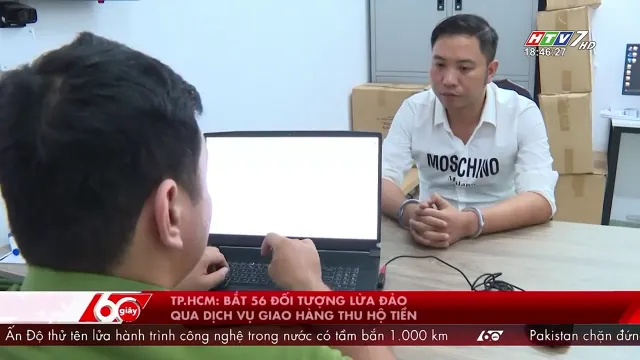 HTV7 HD
18:46:27
MOSCHINO
Milano
60 giây
TP.HCM: BẮT 56 ĐỐI TƯỢNG LỪA ĐẢO
QUA DỊCH VỤ GIAO HÀNG THU HỘ TIỀN
Ấn Độ thử tên lửa hành trình công nghệ trong nước có tầm bắn 1.000 km
60
Pakistan chặn đứn